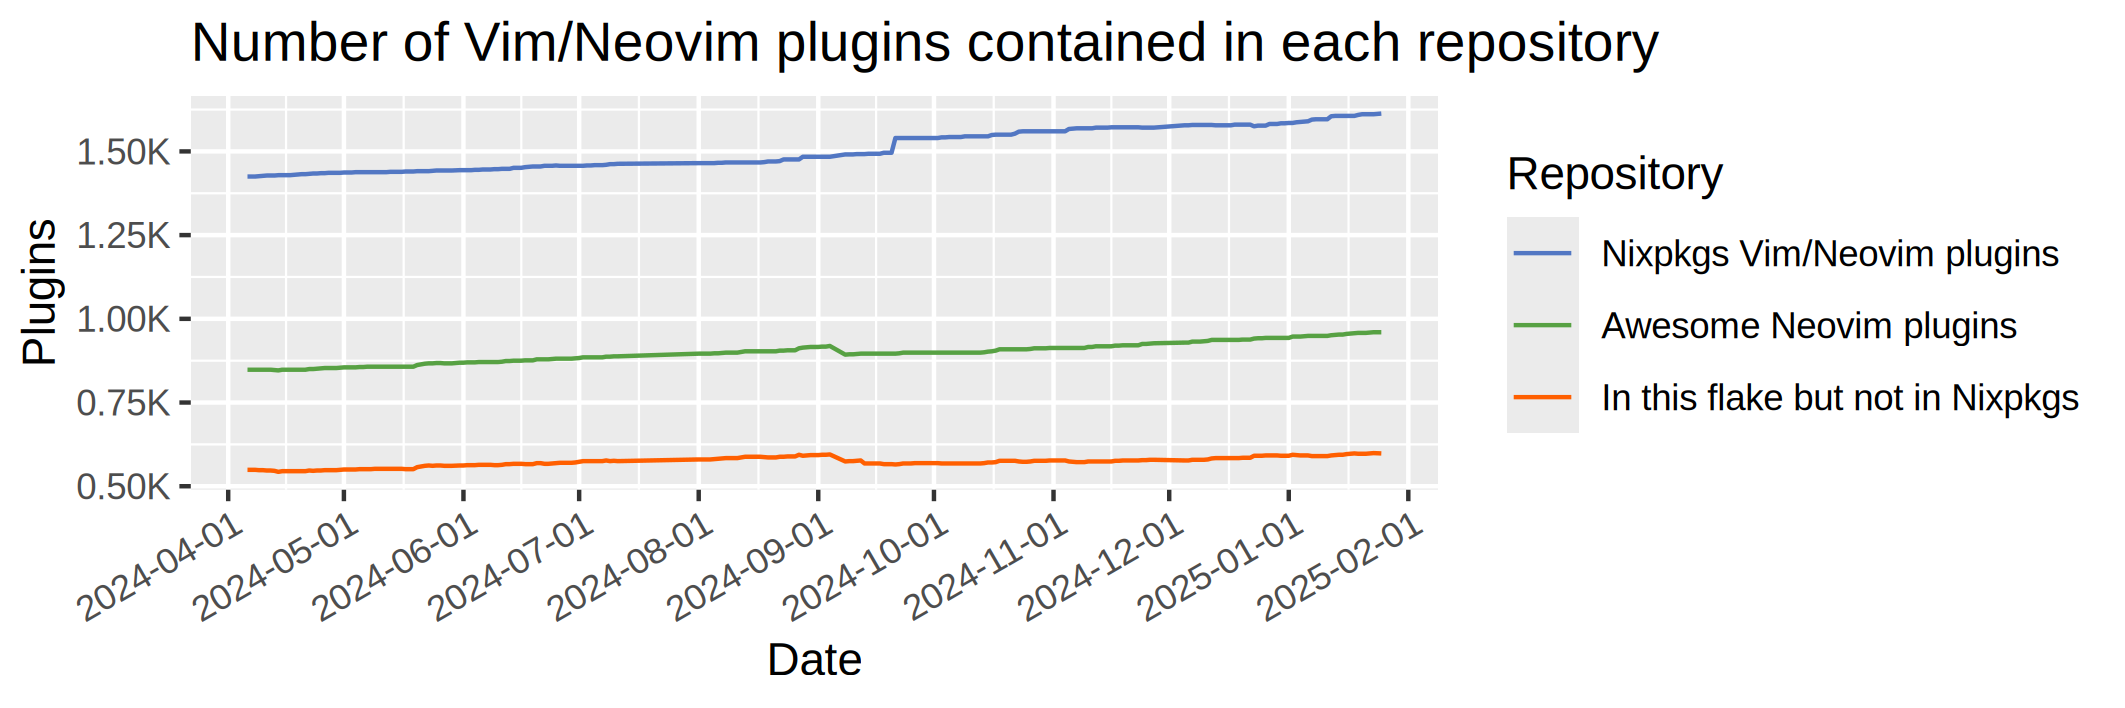 Number of Vim/Neovim plugins contained in each repository
Plugins
1.50K
1.25K
1.00K
0.75K
0.50K
2024-04-01
2024-05-01
2024-06-01
2024-07-01
2024-08-01
2024-09-01
2024-10-01
2024-11-01
2024-12-01
2025-01-01
2025-02-01
Date
Repository
Nixpkgs Vim/Neovim plugins
Awesome Neovim plugins
In this flake but not in Nixpkgs